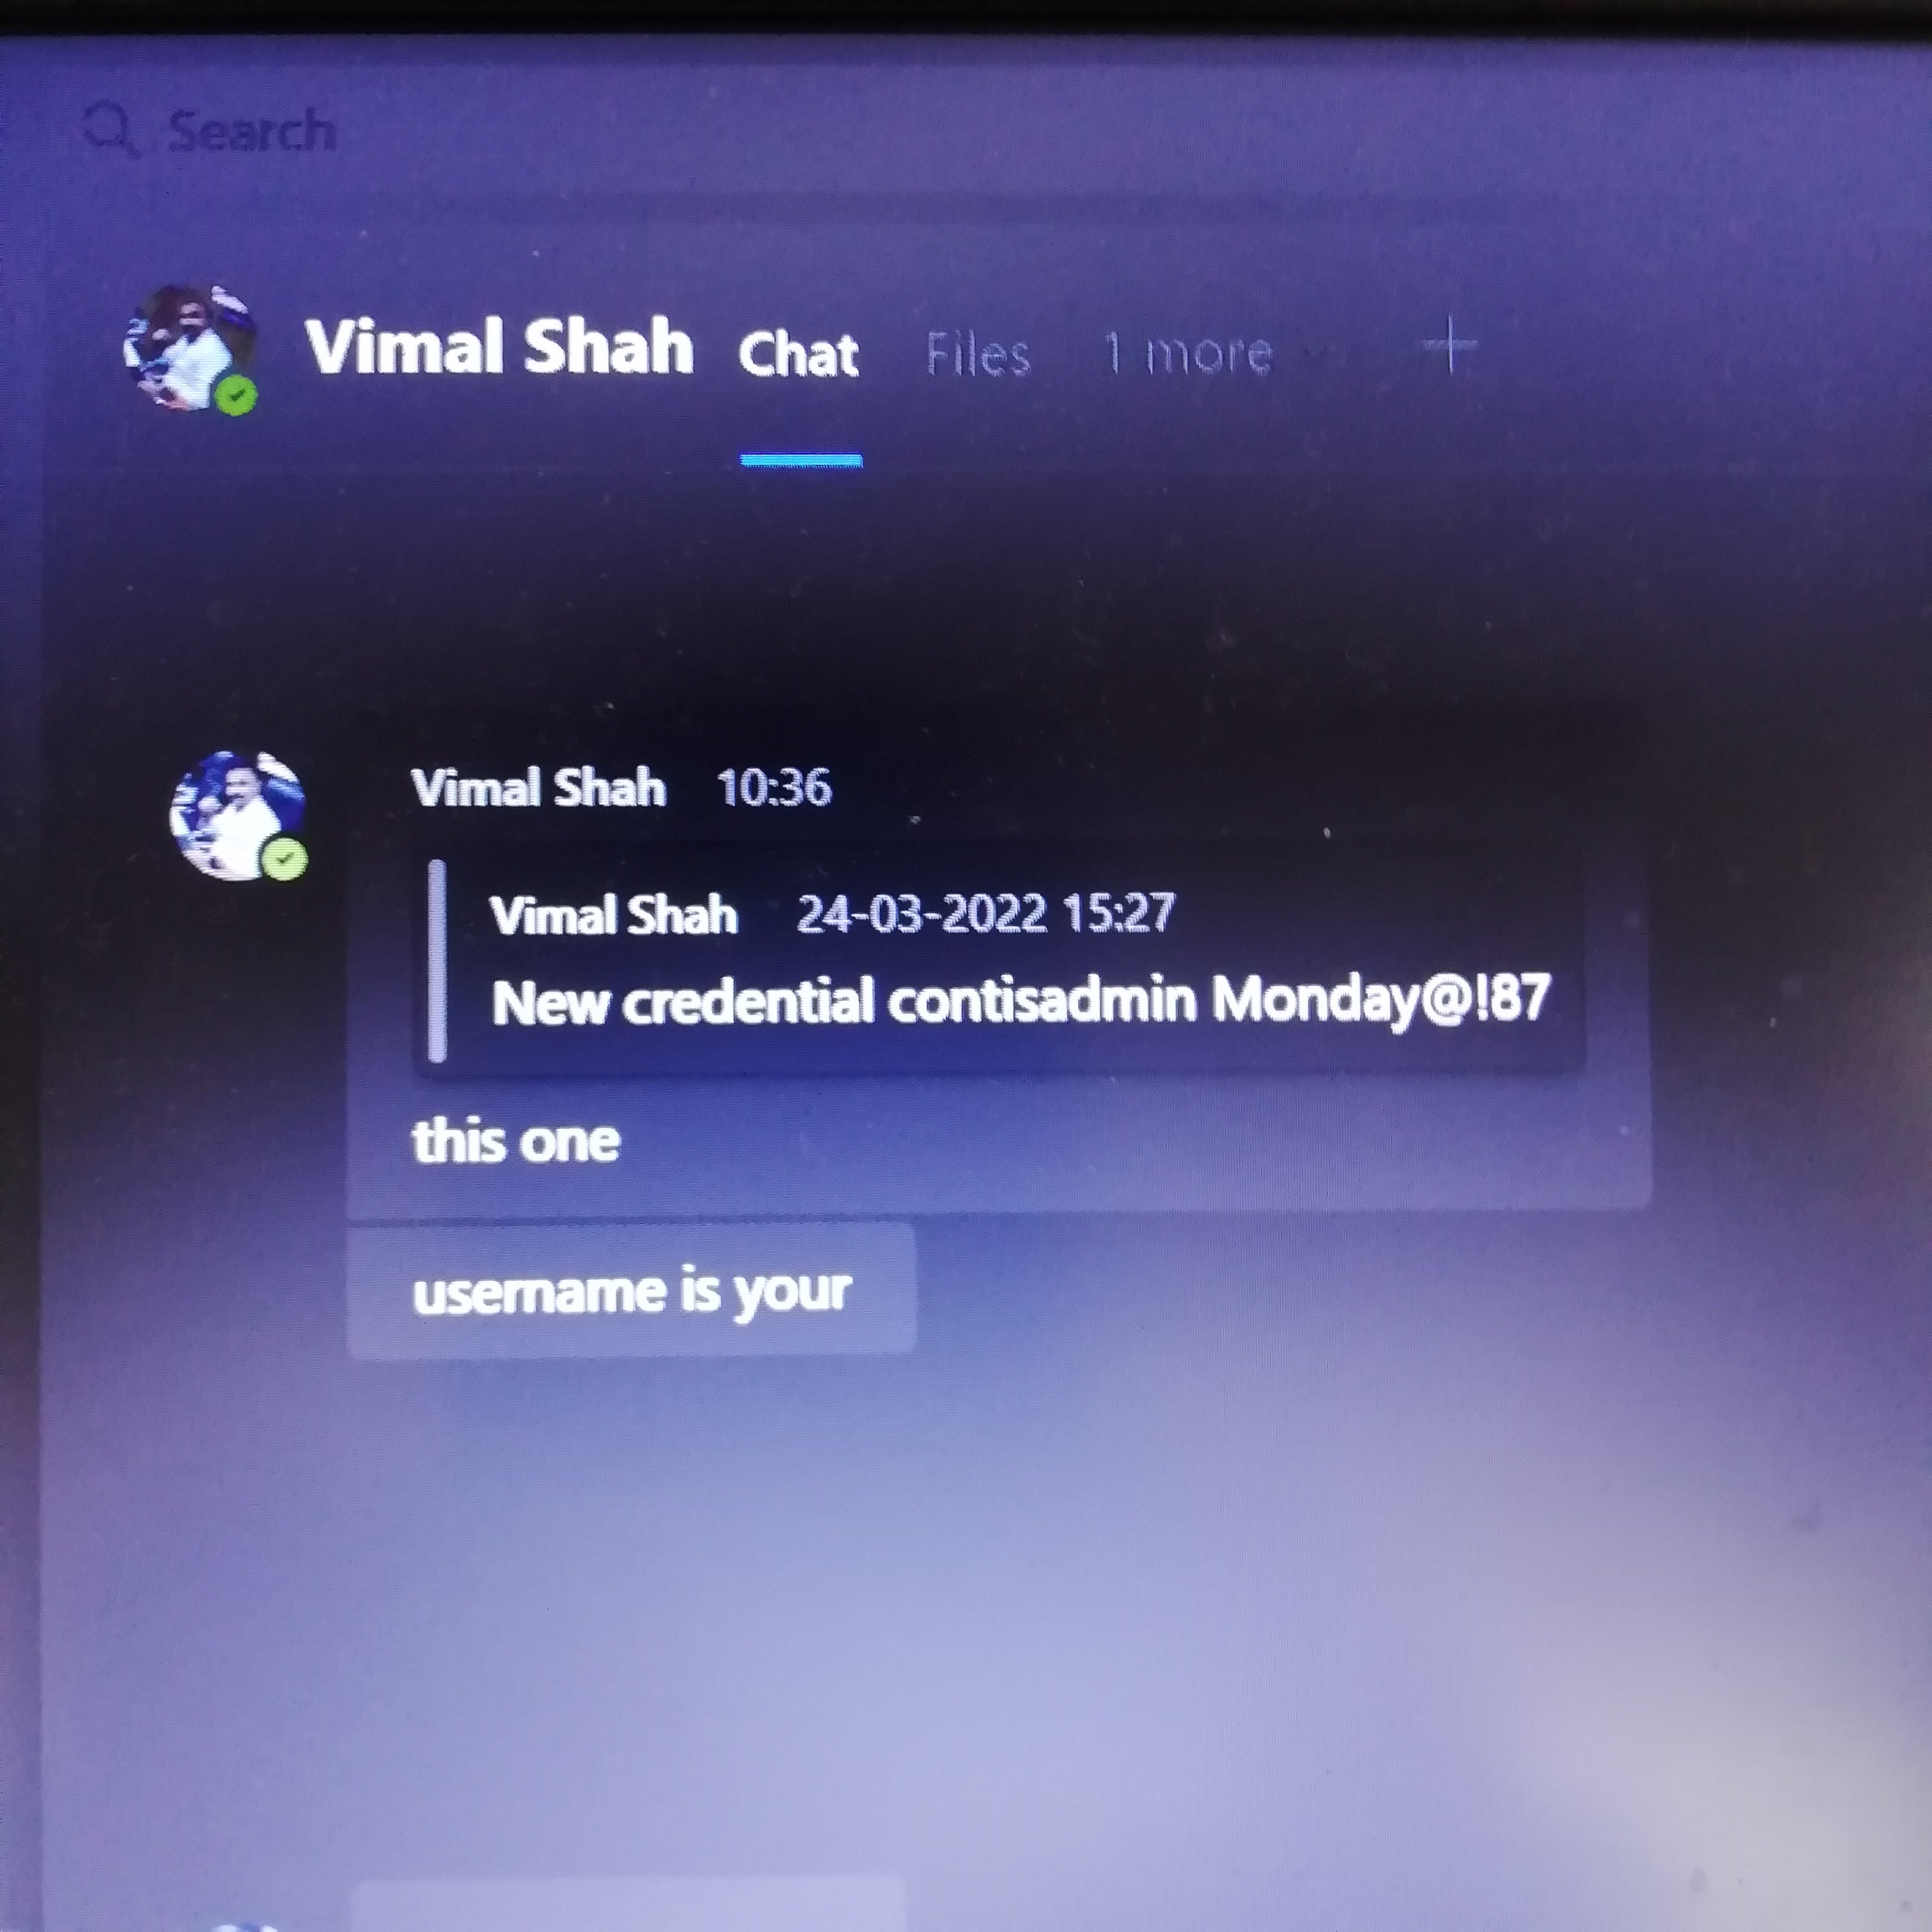 Search
Vimal Shah Chat Files 1 more
Vimal Shah 10:36
Vimal Shah 24-03-2022 15:27
New credential contisadmin Monday@!87
this one
username is your